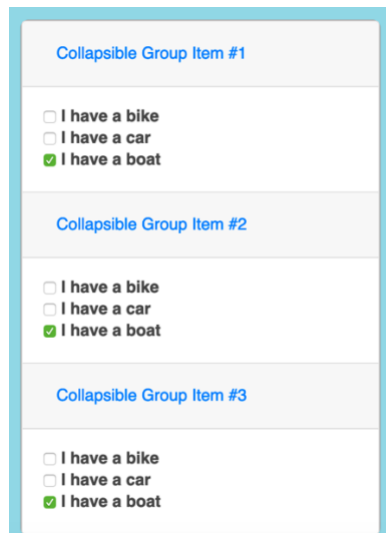 Collapsible Group Item #1
I have a bike
I have a car
I have a boat
Collapsible Group Item #2
I have a bike
I have a car
I have a boat
Collapsible Group Item #3
I have a bike
I have a car
I have a boat